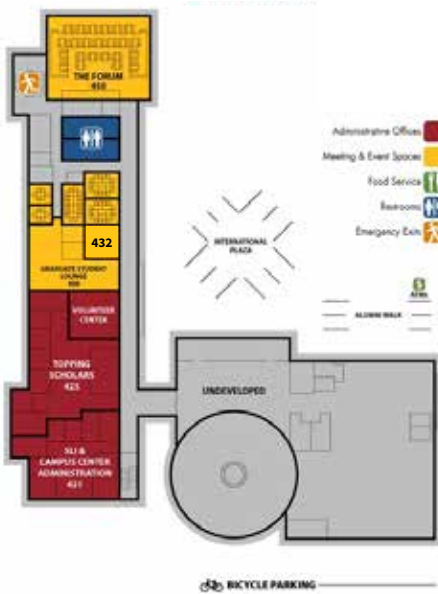 THE FORUM
450
Administrative Offices
Meeting & Event Spaces
Food Service
Restrooms
Emergency Exits
432
INTERNATIONAL
PLAZA
GRADUATE STUDENT
LOUNGE
VOLUNTEER
CENTER
ATMs
ALUMNI WALK
TOPPING
SCHOLARS
425
UNDEVELOPED
SLI &
CAMPUS CENTER
ADMINISTRATION
421
BICYCLE PARKING